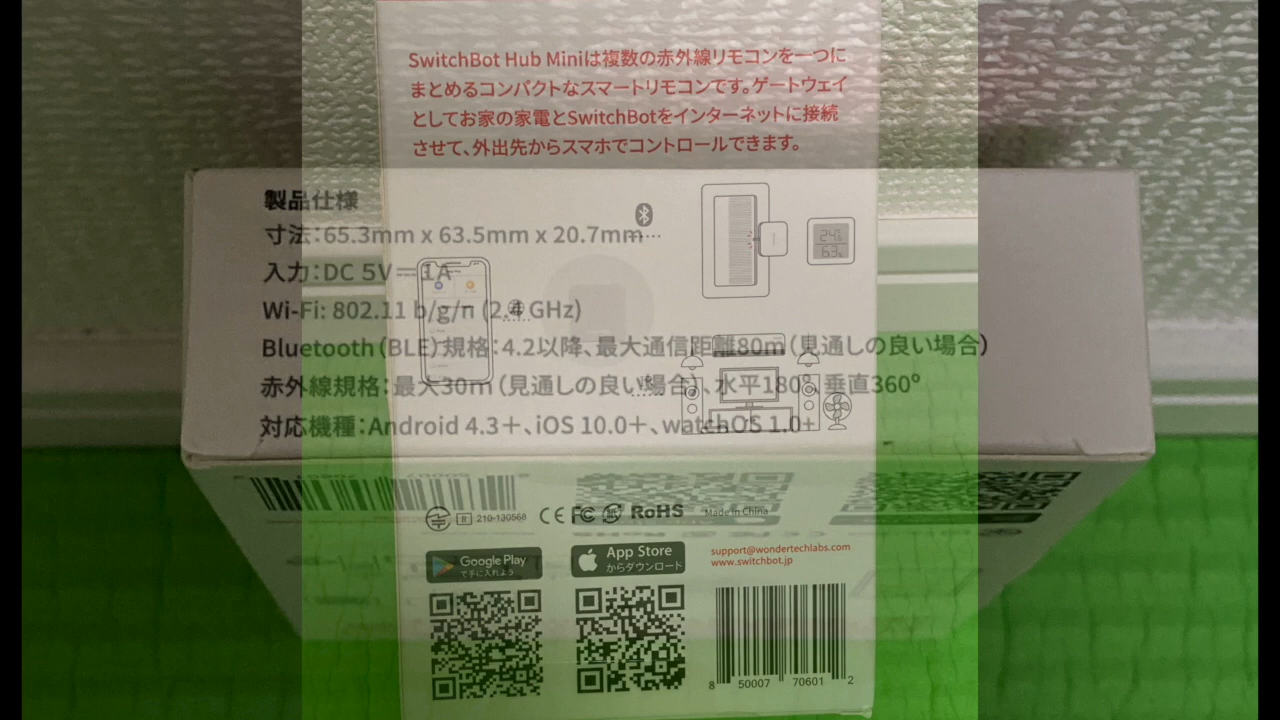 SwitchBot Hub Miniは複数の赤外線リモコンを一つに
まとめるコンパクトなスマートリモコンです。ゲートウェイ
としてお家の家電とSwitchBotをインターネットに接続
させて、外出先からスマホでコントロールできます。
製品仕様
寸法:65.3mm x 63.5mm x 20.7mm
入力:DC 5V⎓1A
Wi-Fi: 802.11 b/g/n (2.4 GHz)
Bluetooth(BLE)規格:4.2以降、最大通信距離80m(見通しの良い場合)
赤外線規格:最大30m(見通しの良い場合)、水平180°、垂直360°
対応機種:Android 4.3+、iOS 10.0+、watchOS 1.0+
R 210-130568 CE FC RoHS Made in China
Google Play
で手に入れよう
App Store
からダウンロード
support@wondertechlabs.com
www.switchbot.jp
8 50007 70601 2